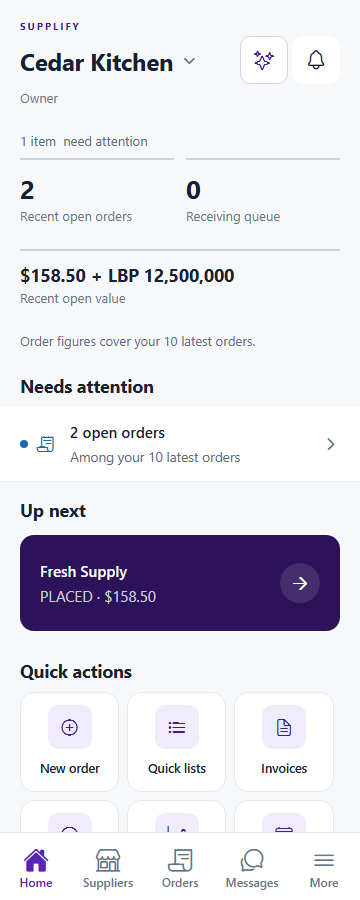 SUPPLIFY
Cedar Kitchen
Owner
1 item  need attention
2
Recent open orders
0
Receiving queue
$158.50 + LBP 12,500,000
Recent open value
Order figures cover your 10 latest orders.
Needs attention
2 open orders
Among your 10 latest orders
Up next
Fresh Supply
PLACED · $158.50
Quick actions
New order
Quick lists
Invoices
Home
Suppliers
Orders
Messages
More